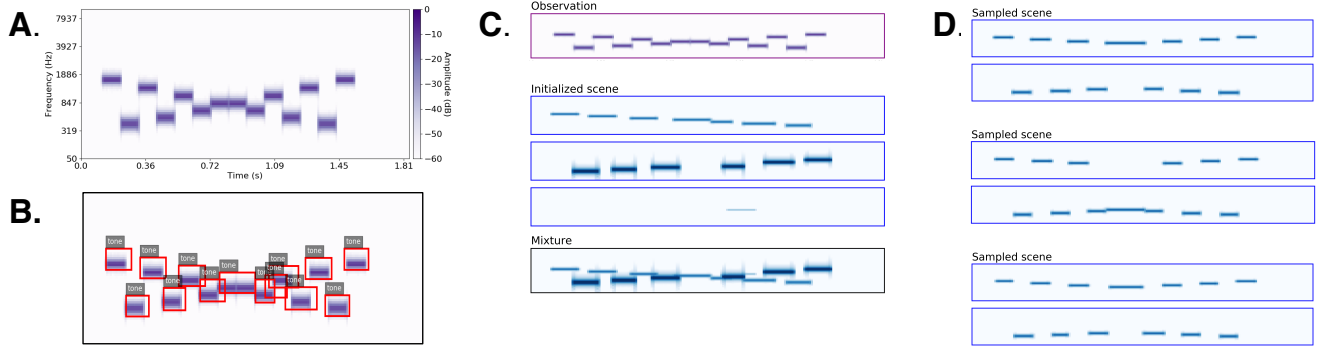 A.
7937
3927
1886
847
319
50
Frequency (Hz)
0.0 0.36 0.72 1.09 1.45 1.81
Time (s)
0
−10
−20
−30
−40
−50
−60
Amplitude (dB)
B.
tone
tone
tone
tone
tone
tone
tone
tone
tone
tone
tone
tone
tone
C.
Observation
Initialized scene
Mixture
D.
Sampled scene
Sampled scene
Sampled scene